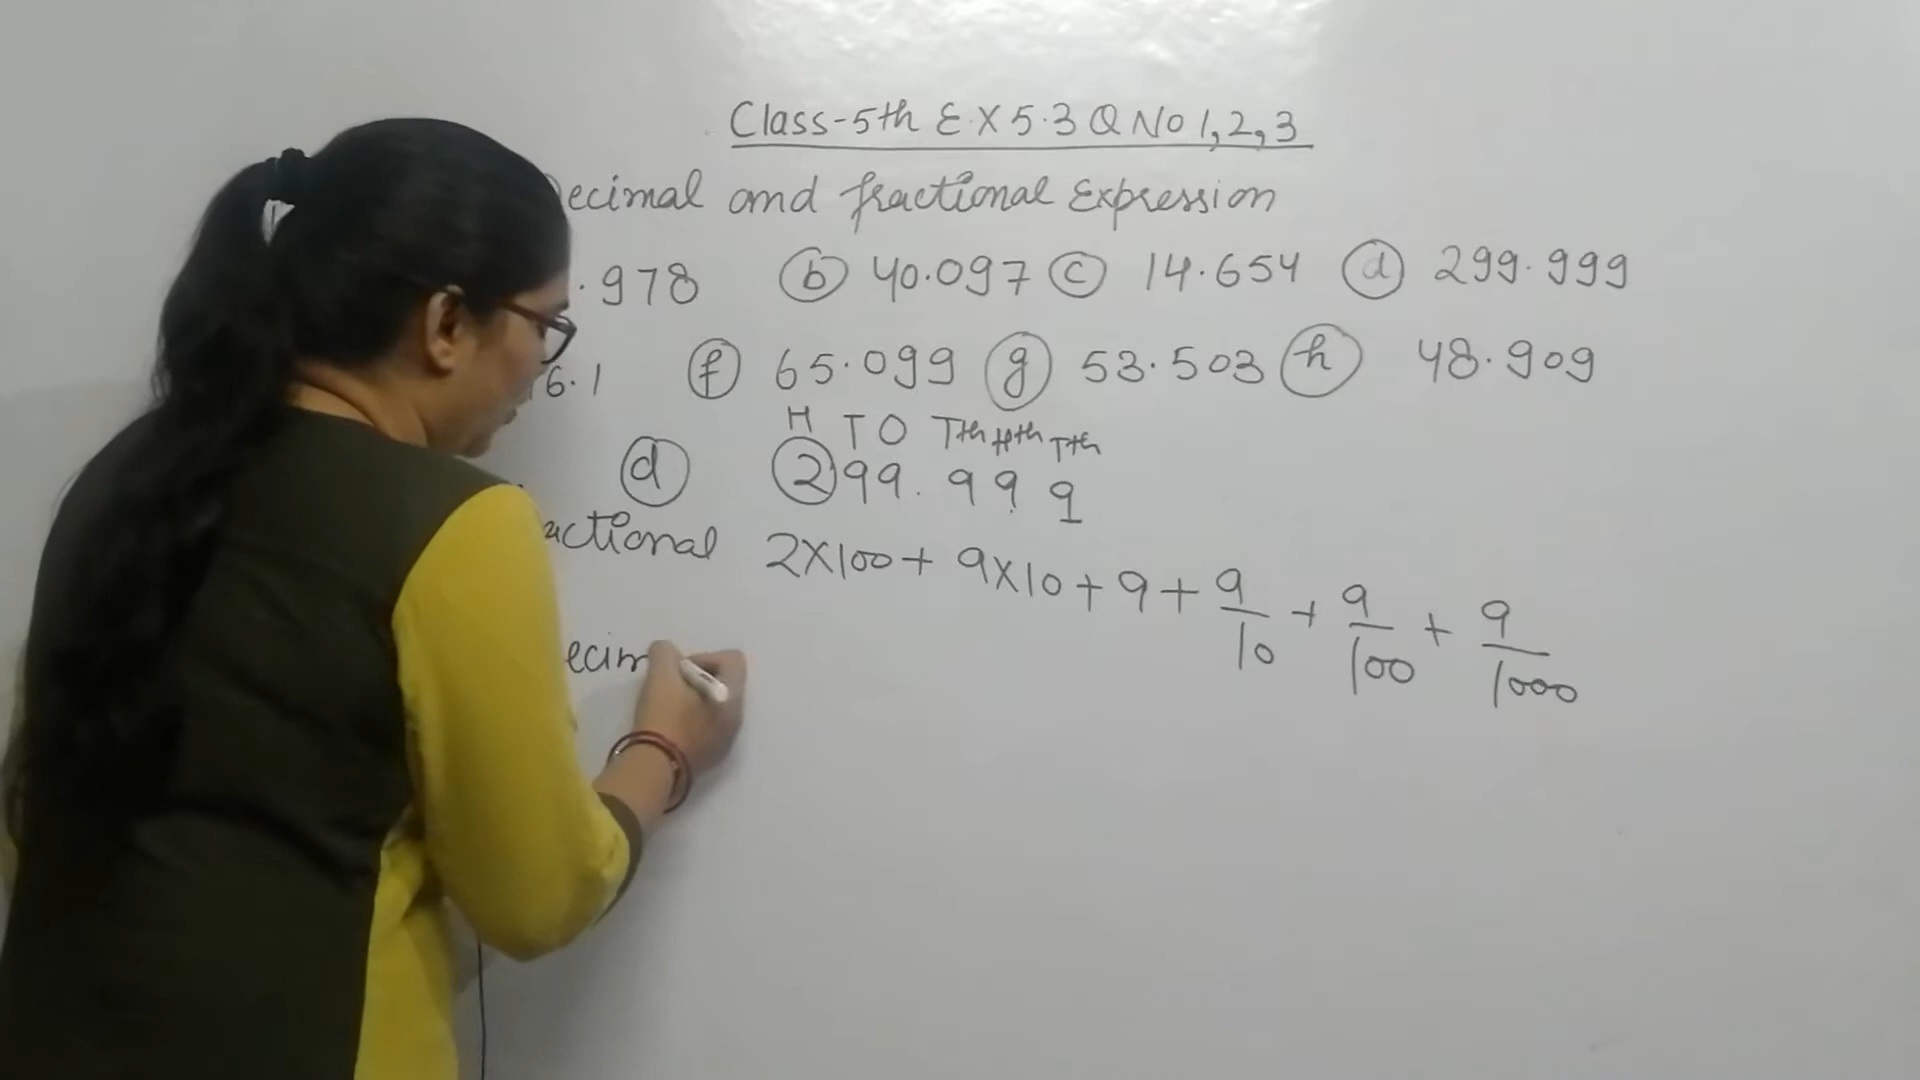 Class-5th E.X 5.3 Q NO 1,2,3
Decimal and fractional Expression
.978 (b) 40.097 (c) 14.654 (d) 299.999
6.1 (f) 65.099 (g) 53.503 (h) 48.909
H T O Tth Hth Tth
(d) 299.999
actional 2X100 + 9X10 + 9 + 9/10 + 9/100 + 9/1000
ecim